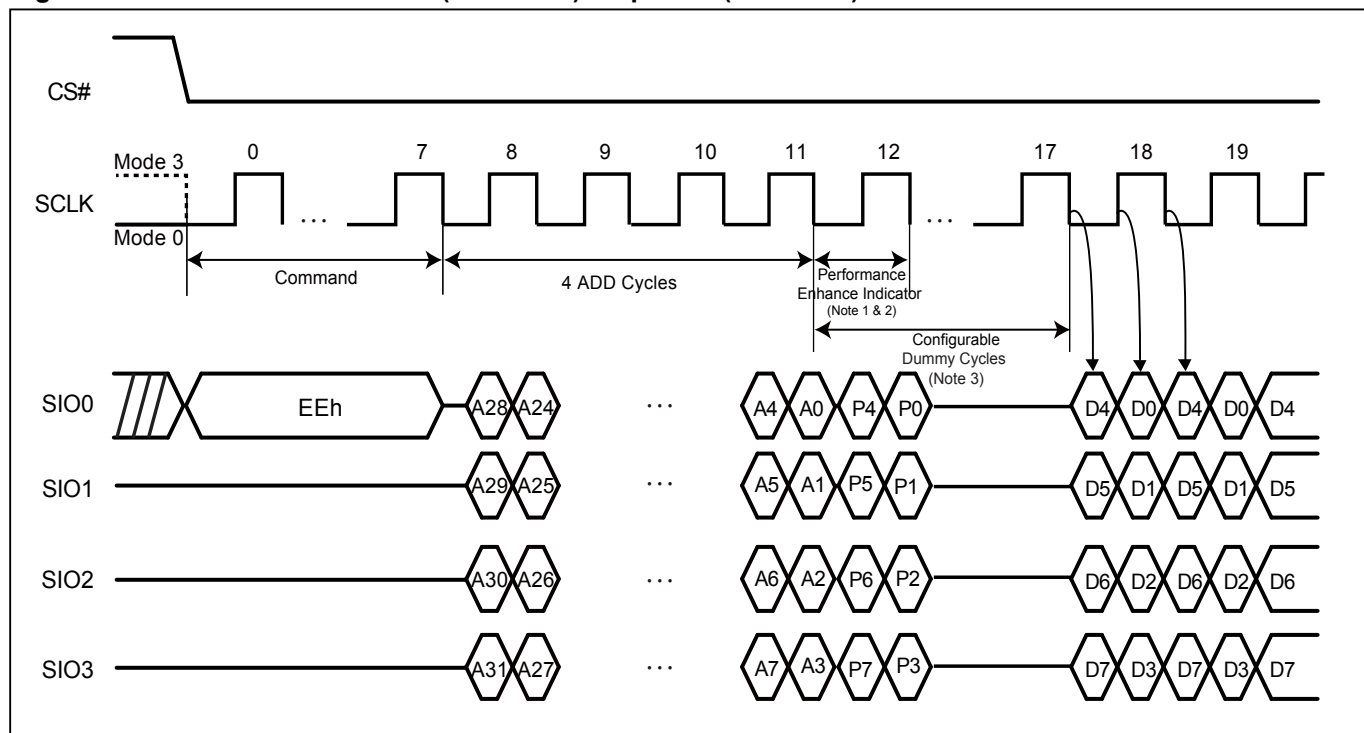 CS#
0 7 8 9 10 11 12 17 18 19
Mode 3
SCLK
...
...
Mode 0
Command
4 ADD Cycles
Performance
Enhance Indicator
(Note 1 & 2)
Configurable
Dummy Cycles
(Note 3)
SIO0 EEh A28 A24 ... A4 A0 P4 P0 D4 D0 D4 D0 D4
SIO1 A29 A25 ... A5 A1 P5 P1 D5 D1 D5 D1 D5
SIO2 A30 A26 ... A6 A2 P6 P2 D6 D2 D6 D2 D6
SIO3 A31 A27 ... A7 A3 P7 P3 D7 D3 D7 D3 D7